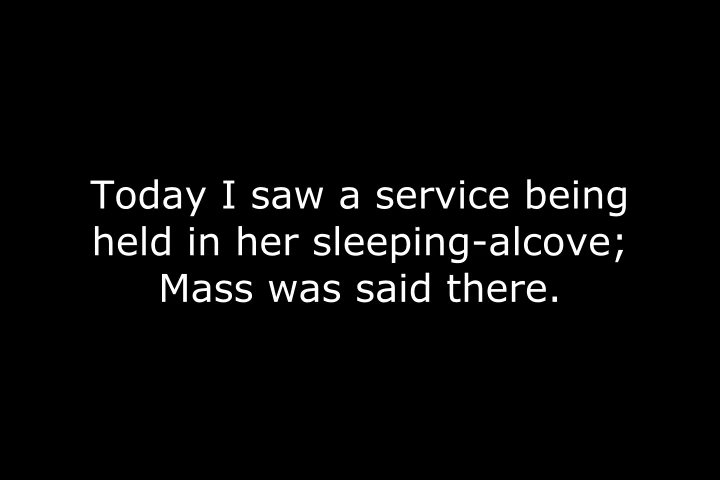 Today I saw a service being
held in her sleeping-alcove;
Mass was said there.